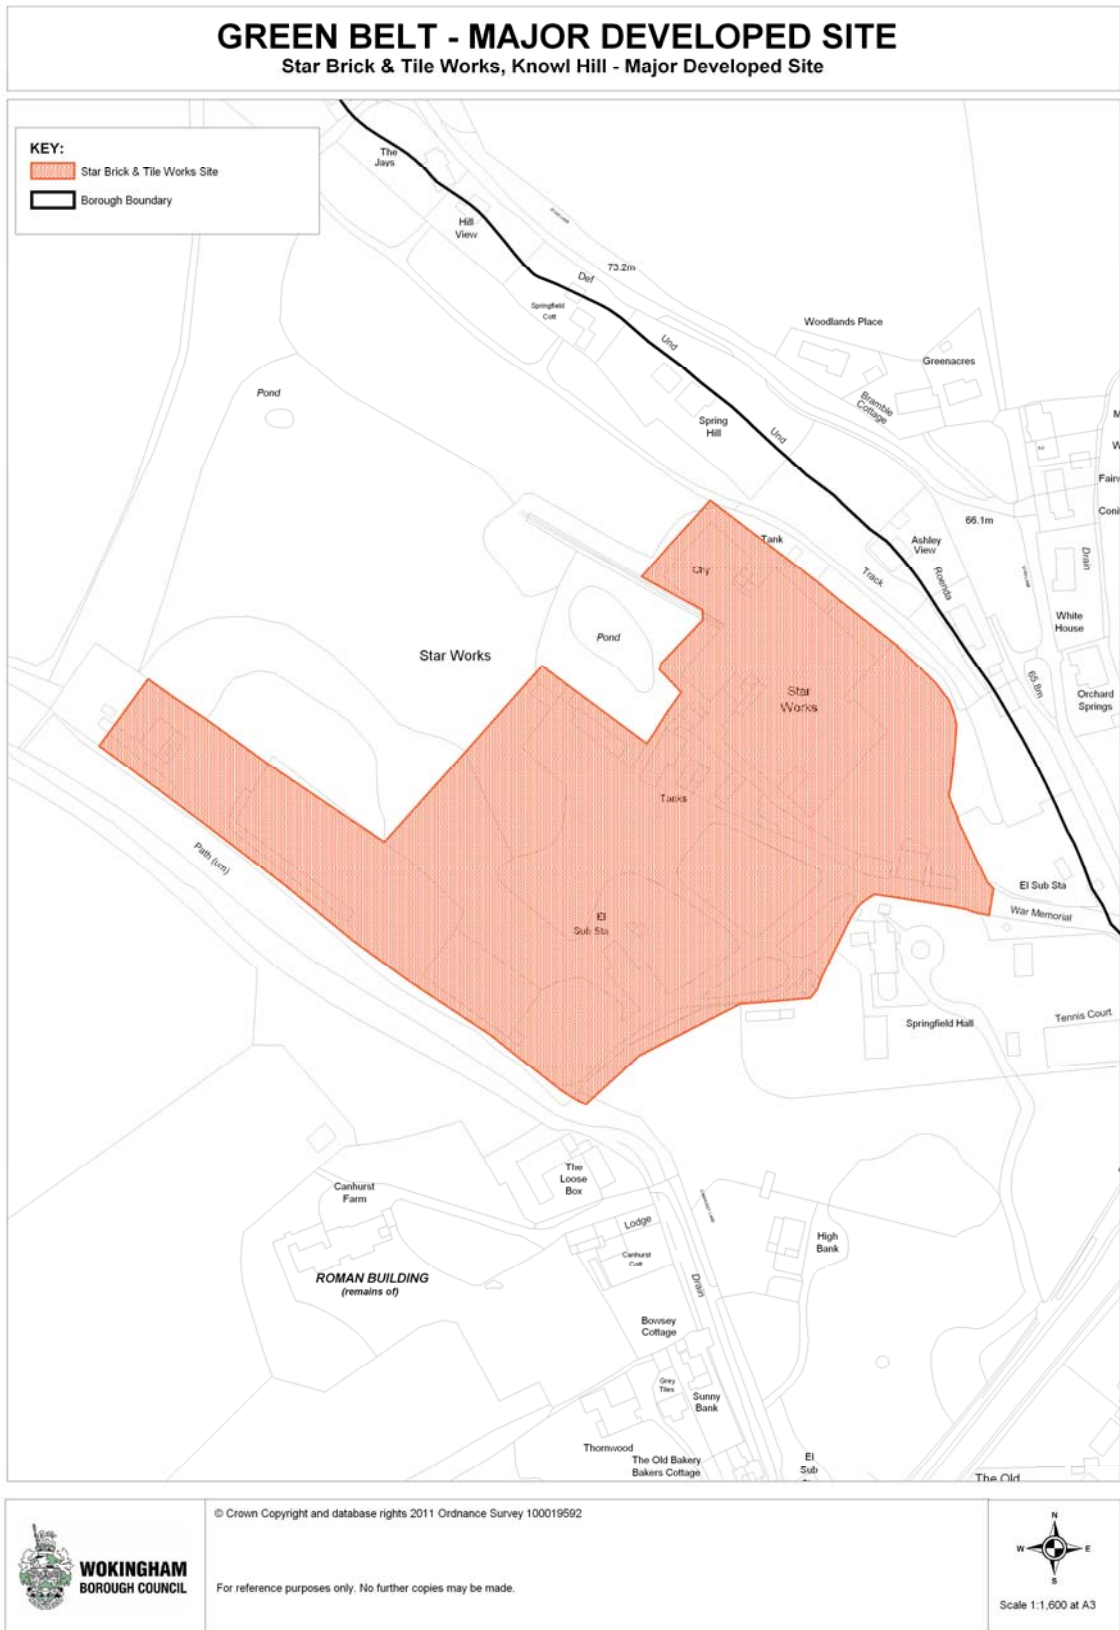 GREEN BELT - MAJOR DEVELOPED SITE
Star Brick & Tile Works, Knowl Hill - Major Developed Site
KEY:
Star Brick & Tile Works Site
Borough Boundary
The
Jays
Hill
View
Def
73.2m
Springfield
Cott
Und
Woodlands Place
Greenacres
Bramble
Cottage
Pond
Spring
Hill
Und
Fairv
Coni
66.1m
Tank
Ashley
View
Drain
Track
Roenda
White
House
Pond
Star Works
65.8m
Star
Works
Orchard
Springs
Tanks
Path (um)
El Sub Sta
War Memorial
El
Sub Sta
Springfield Hall
Tennis Court
The
Loose
Box
Canhurst
Farm
Lodge
High
Bank
Canhurst
Cott
ROMAN BUILDING
(remains of)
Drain
Bowsey
Cottage
Grey
Tiles
Sunny
Bank
Thornwood
The Old Bakery
Bakers Cottage
El
Sub
The Old
© Crown Copyright and database rights 2011 Ordnance Survey 100019592
For reference purposes only. No further copies may be made.
WOKINGHAM
BOROUGH COUNCIL
N
W
E
S
Scale 1:1,600 at A3